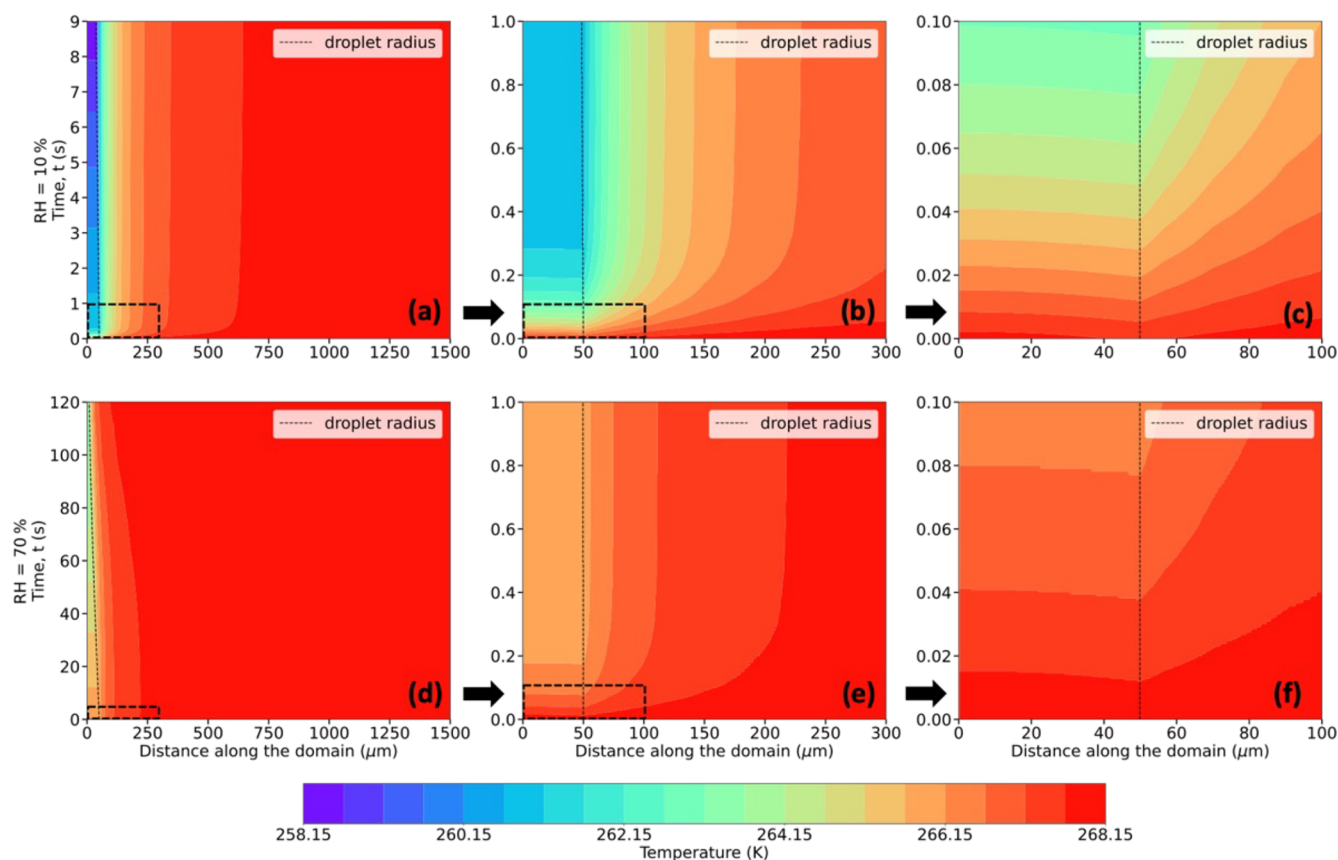 9
8
7
6
5
4
3
2
1
0
RH = 10 %
Time, t (s)
droplet radius
(a)
0 250 500 750 1000 1250 1500
1.0
0.8
0.6
0.4
0.2
0.0
droplet radius
(b)
0 50 100 150 200 250 300
0.10
0.08
0.06
0.04
0.02
0.00
droplet radius
(c)
0 20 40 60 80 100
120
100
80
60
40
20
0
RH = 70 %
Time, t (s)
droplet radius
(d)
0 250 500 750 1000 1250 1500
Distance along the domain (μm)
1.0
0.8
0.6
0.4
0.2
0.0
droplet radius
(e)
0 50 100 150 200 250 300
Distance along the domain (μm)
0.10
0.08
0.06
0.04
0.02
0.00
droplet radius
(f)
0 20 40 60 80 100
Distance along the domain (μm)
258.15 260.15 262.15 264.15 266.15 268.15
Temperature (K)